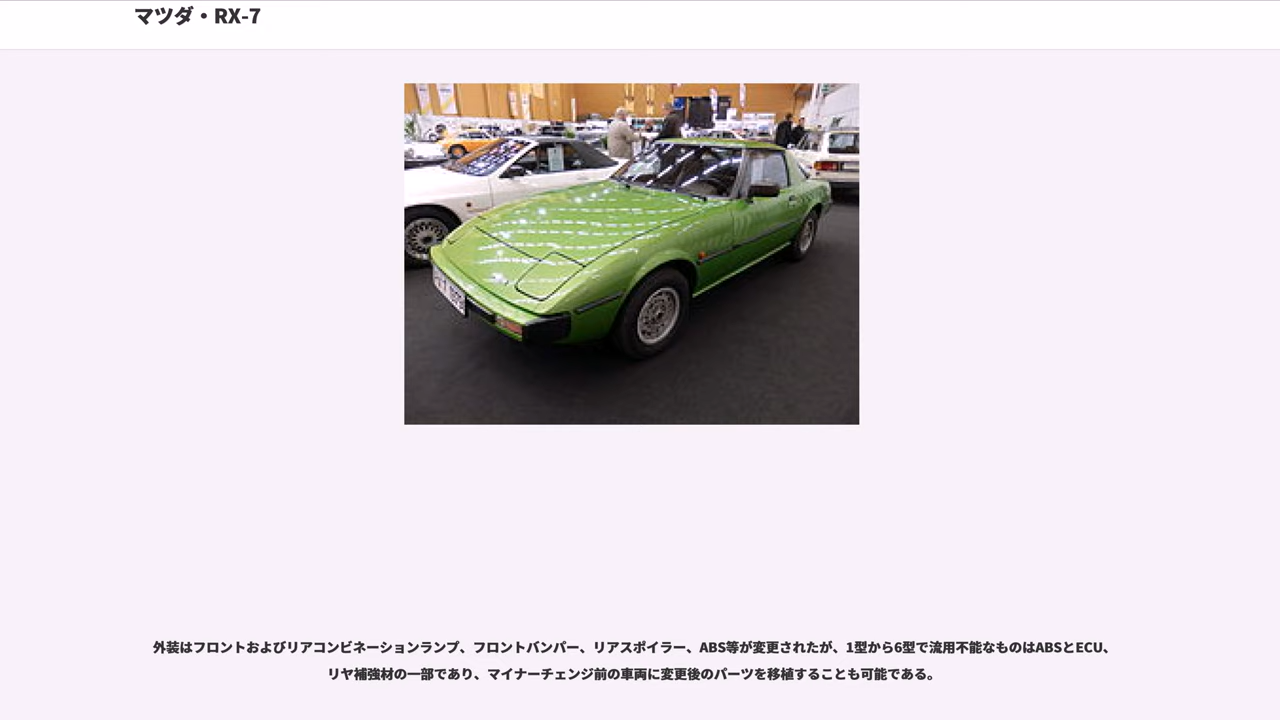 マツダ・RX-7
外装はフロントおよびリアコンビネーションランプ、フロントバンパー、リアスポイラー、ABS等が変更されたが、1型から6型で流用不能なものはABSとECU、
リヤ補強材の一部であり、マイナーチェンジ前の車両に変更後のパーツを移植することも可能である。